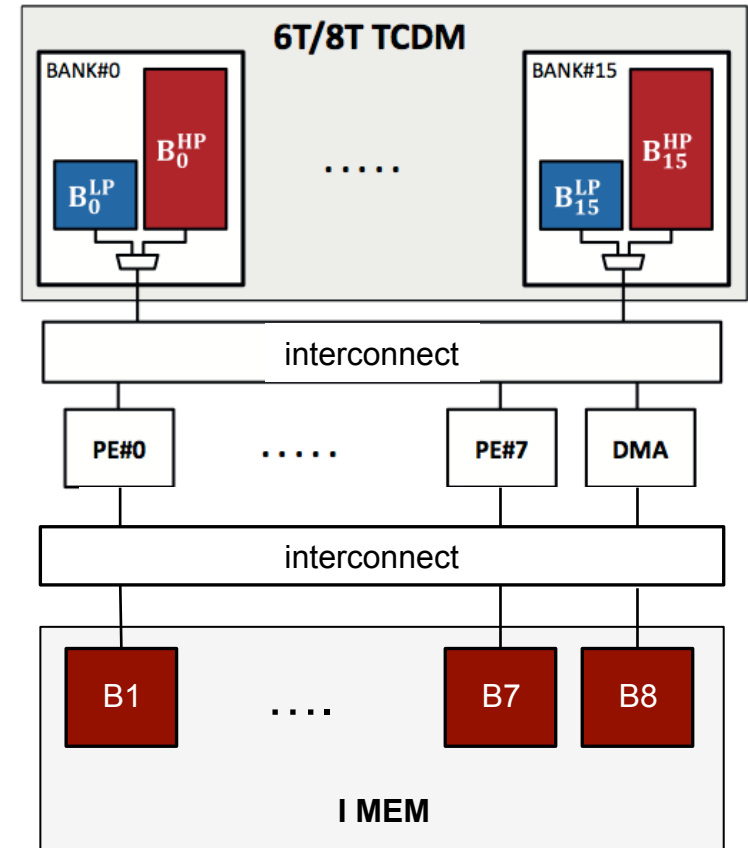 6T/8T TCDM
BANK#0
BANK#15
B₀ᴸᴾ
B₀ᴴᴾ
.....
B₁₅ᴸᴾ
B₁₅ᴴᴾ
interconnect
PE#0
.....
PE#7
DMA
interconnect
B1
....
B7
B8
I MEM